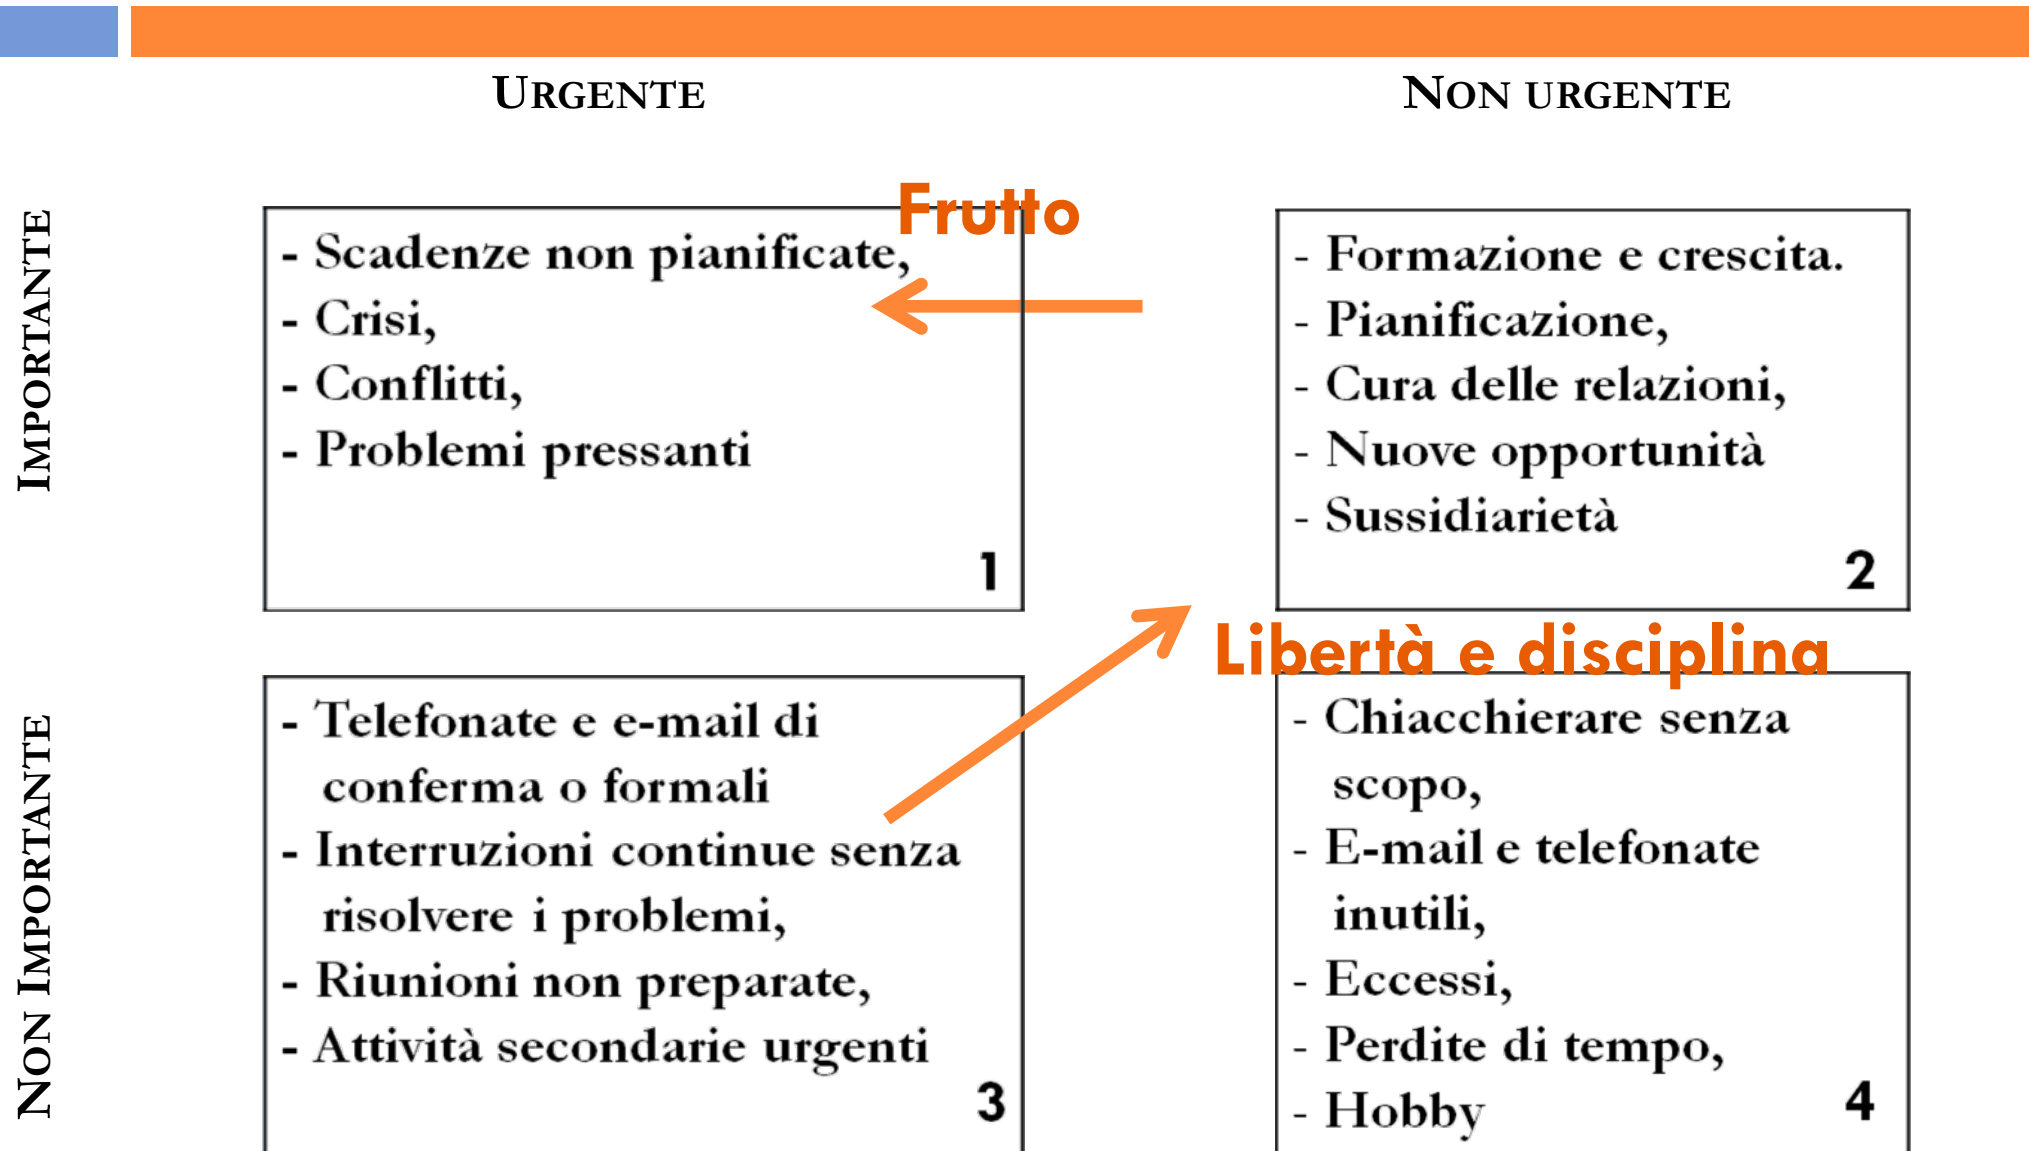 URGENTE
NON URGENTE
IMPORTANTE
Frutto
- Scadenze non pianificate,
- Crisi,
- Conflitti,
- Problemi pressanti
1
- Formazione e crescita.
- Pianificazione,
- Cura delle relazioni,
- Nuove opportunità
- Sussidiarietà
2
Libertà e disciplina
NON IMPORTANTE
- Telefonate e e-mail di
conferma o formali
- Interruzioni continue senza
risolvere i problemi,
- Riunioni non preparate,
- Attività secondarie urgenti
3
- Chiacchierare senza
scopo,
- E-mail e telefonate
inutili,
- Eccessi,
- Perdite di tempo,
- Hobby
4